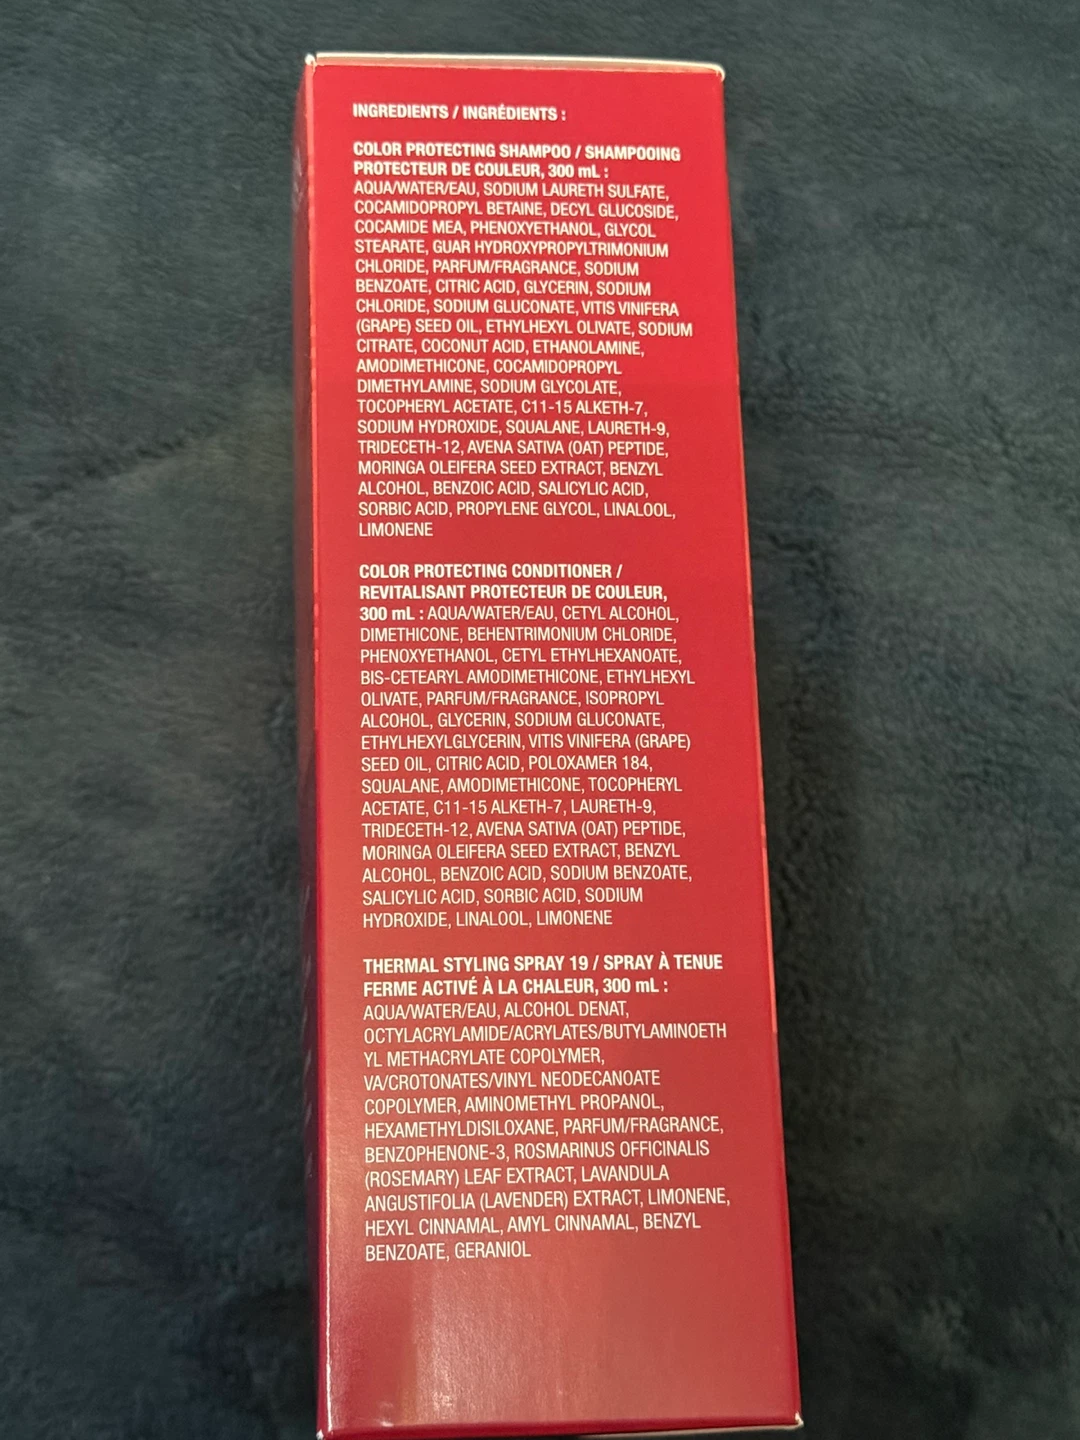 INGREDIENTS / INGRÉDIENTS :
COLOR PROTECTING SHAMPOO / SHAMPOOING
PROTECTEUR DE COULEUR, 300 mL :
AQUA/WATER/EAU, SODIUM LAURETH SULFATE,
COCAMIDOPROPYL BETAINE, DECYL GLUCOSIDE,
COCAMIDE MEA, PHENOXYETHANOL, GLYCOL
STEARATE, GUAR HYDROXYPROPYLTRIMONIUM
CHLORIDE, PARFUM/FRAGRANCE, SODIUM
BENZOATE, CITRIC ACID, GLYCERIN, SODIUM
CHLORIDE, SODIUM GLUCONATE, VITIS VINIFERA
(GRAPE) SEED OIL, ETHYLHEXYL OLIVATE, SODIUM
CITRATE, COCONUT ACID, ETHANOLAMINE,
AMODIMETHICONE, COCAMIDOPROPYL
DIMETHYLAMINE, SODIUM GLYCOLATE,
TOCOPHERYL ACETATE, C11-15 ALKETH-7,
SODIUM HYDROXIDE, SQUALANE, LAURETH-9,
TRIDECETH-12, AVENA SATIVA (OAT) PEPTIDE,
MORINGA OLEIFERA SEED EXTRACT, BENZYL
ALCOHOL, BENZOIC ACID, SALICYLIC ACID,
SORBIC ACID, PROPYLENE GLYCOL, LINALOOL,
LIMONENE
COLOR PROTECTING CONDITIONER /
REVITALISANT PROTECTEUR DE COULEUR,
300 mL : AQUA/WATER/EAU, CETYL ALCOHOL,
DIMETHICONE, BEHENTRIMONIUM CHLORIDE,
PHENOXYETHANOL, CETYL ETHYLHEXANOATE,
BIS-CETEARYL AMODIMETHICONE, ETHYLHEXYL
OLIVATE, PARFUM/FRAGRANCE, ISOPROPYL
ALCOHOL, GLYCERIN, SODIUM GLUCONATE,
ETHYLHEXYLGLYCERIN, VITIS VINIFERA (GRAPE)
SEED OIL, CITRIC ACID, POLOXAMER 184,
SQUALANE, AMODIMETHICONE, TOCOPHERYL
ACETATE, C11-15 ALKETH-7, LAURETH-9,
TRIDECETH-12, AVENA SATIVA (OAT) PEPTIDE,
MORINGA OLEIFERA SEED EXTRACT, BENZYL
ALCOHOL, BENZOIC ACID, SODIUM BENZOATE,
SALICYLIC ACID, SORBIC ACID, SODIUM
HYDROXIDE, LINALOOL, LIMONENE
THERMAL STYLING SPRAY 19 / SPRAY À TENUE
FERME ACTIVÉ À LA CHALEUR, 300 mL :
AQUA/WATER/EAU, ALCOHOL DENAT,
OCTYLACRYLAMIDE/ACRYLATES/BUTYLAMINOETH
YL METHACRYLATE COPOLYMER,
VA/CROTONATES/VINYL NEODECANOATE
COPOLYMER, AMINOMETHYL PROPANOL,
HEXAMETHYLDISILOXANE, PARFUM/FRAGRANCE,
BENZOPHENONE-3, ROSMARINUS OFFICINALIS
(ROSEMARY) LEAF EXTRACT, LAVANDULA
ANGUSTIFOLIA (LAVENDER) EXTRACT, LIMONENE,
HEXYL CINNAMAL, AMYL CINNAMAL, BENZYL
BENZOATE, GERANIOL